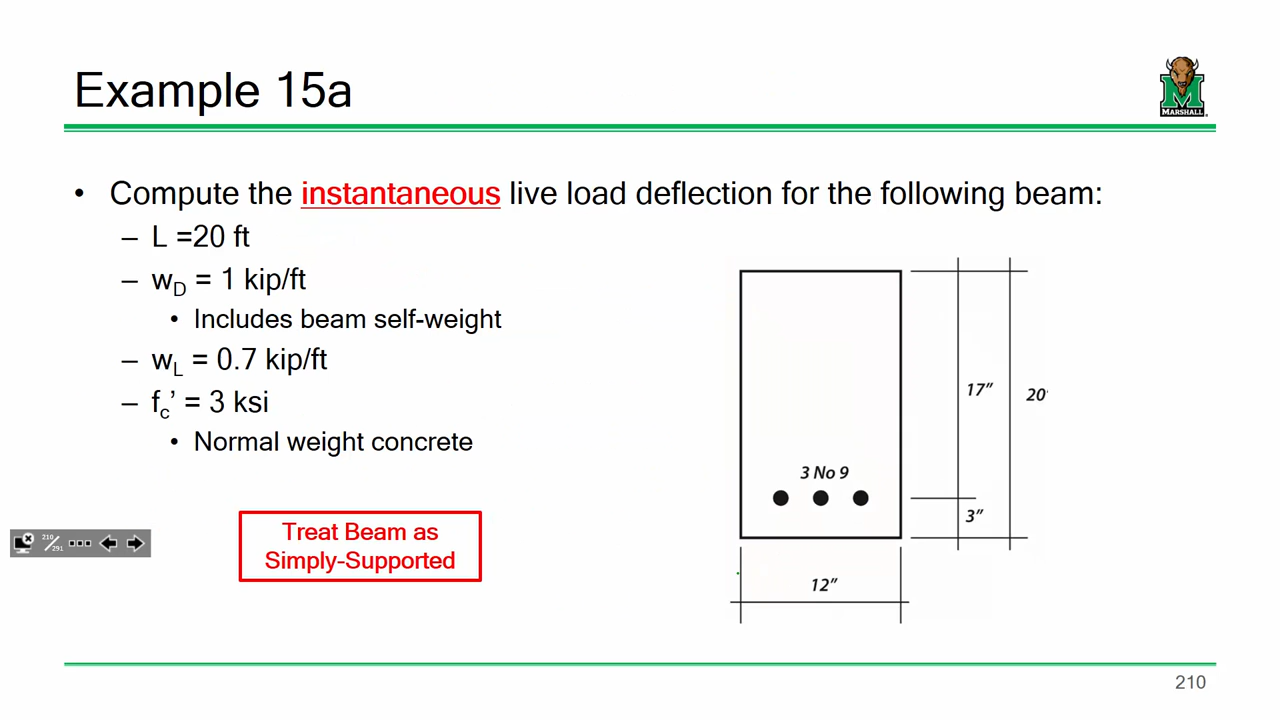 Example 15a
MARSHALL
• Compute the instantaneous live load deflection for the following beam:
– L =20 ft
– wD = 1 kip/ft
• Includes beam self-weight
– wL = 0.7 kip/ft
– fc’ = 3 ksi
• Normal weight concrete
Treat Beam as
Simply-Supported
3 No 9
17”
20”
3”
12”
210/291
210